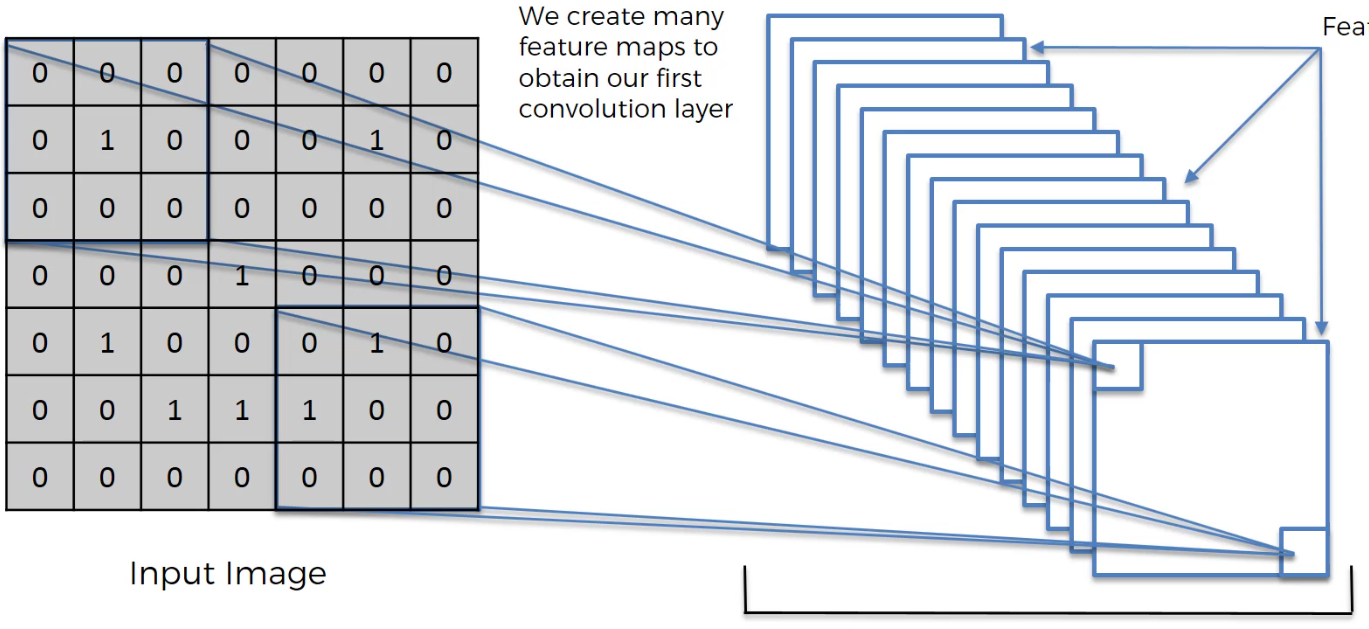 We create many
feature maps to
obtain our first
convolution layer
0 0 0 0 0 0 0
0 1 0 0 0 1 0
0 0 0 0 0 0 0
0 0 0 1 0 0 0
0 1 0 0 0 1 0
0 0 1 1 1 0 0
0 0 0 0 0 0 0
Input Image